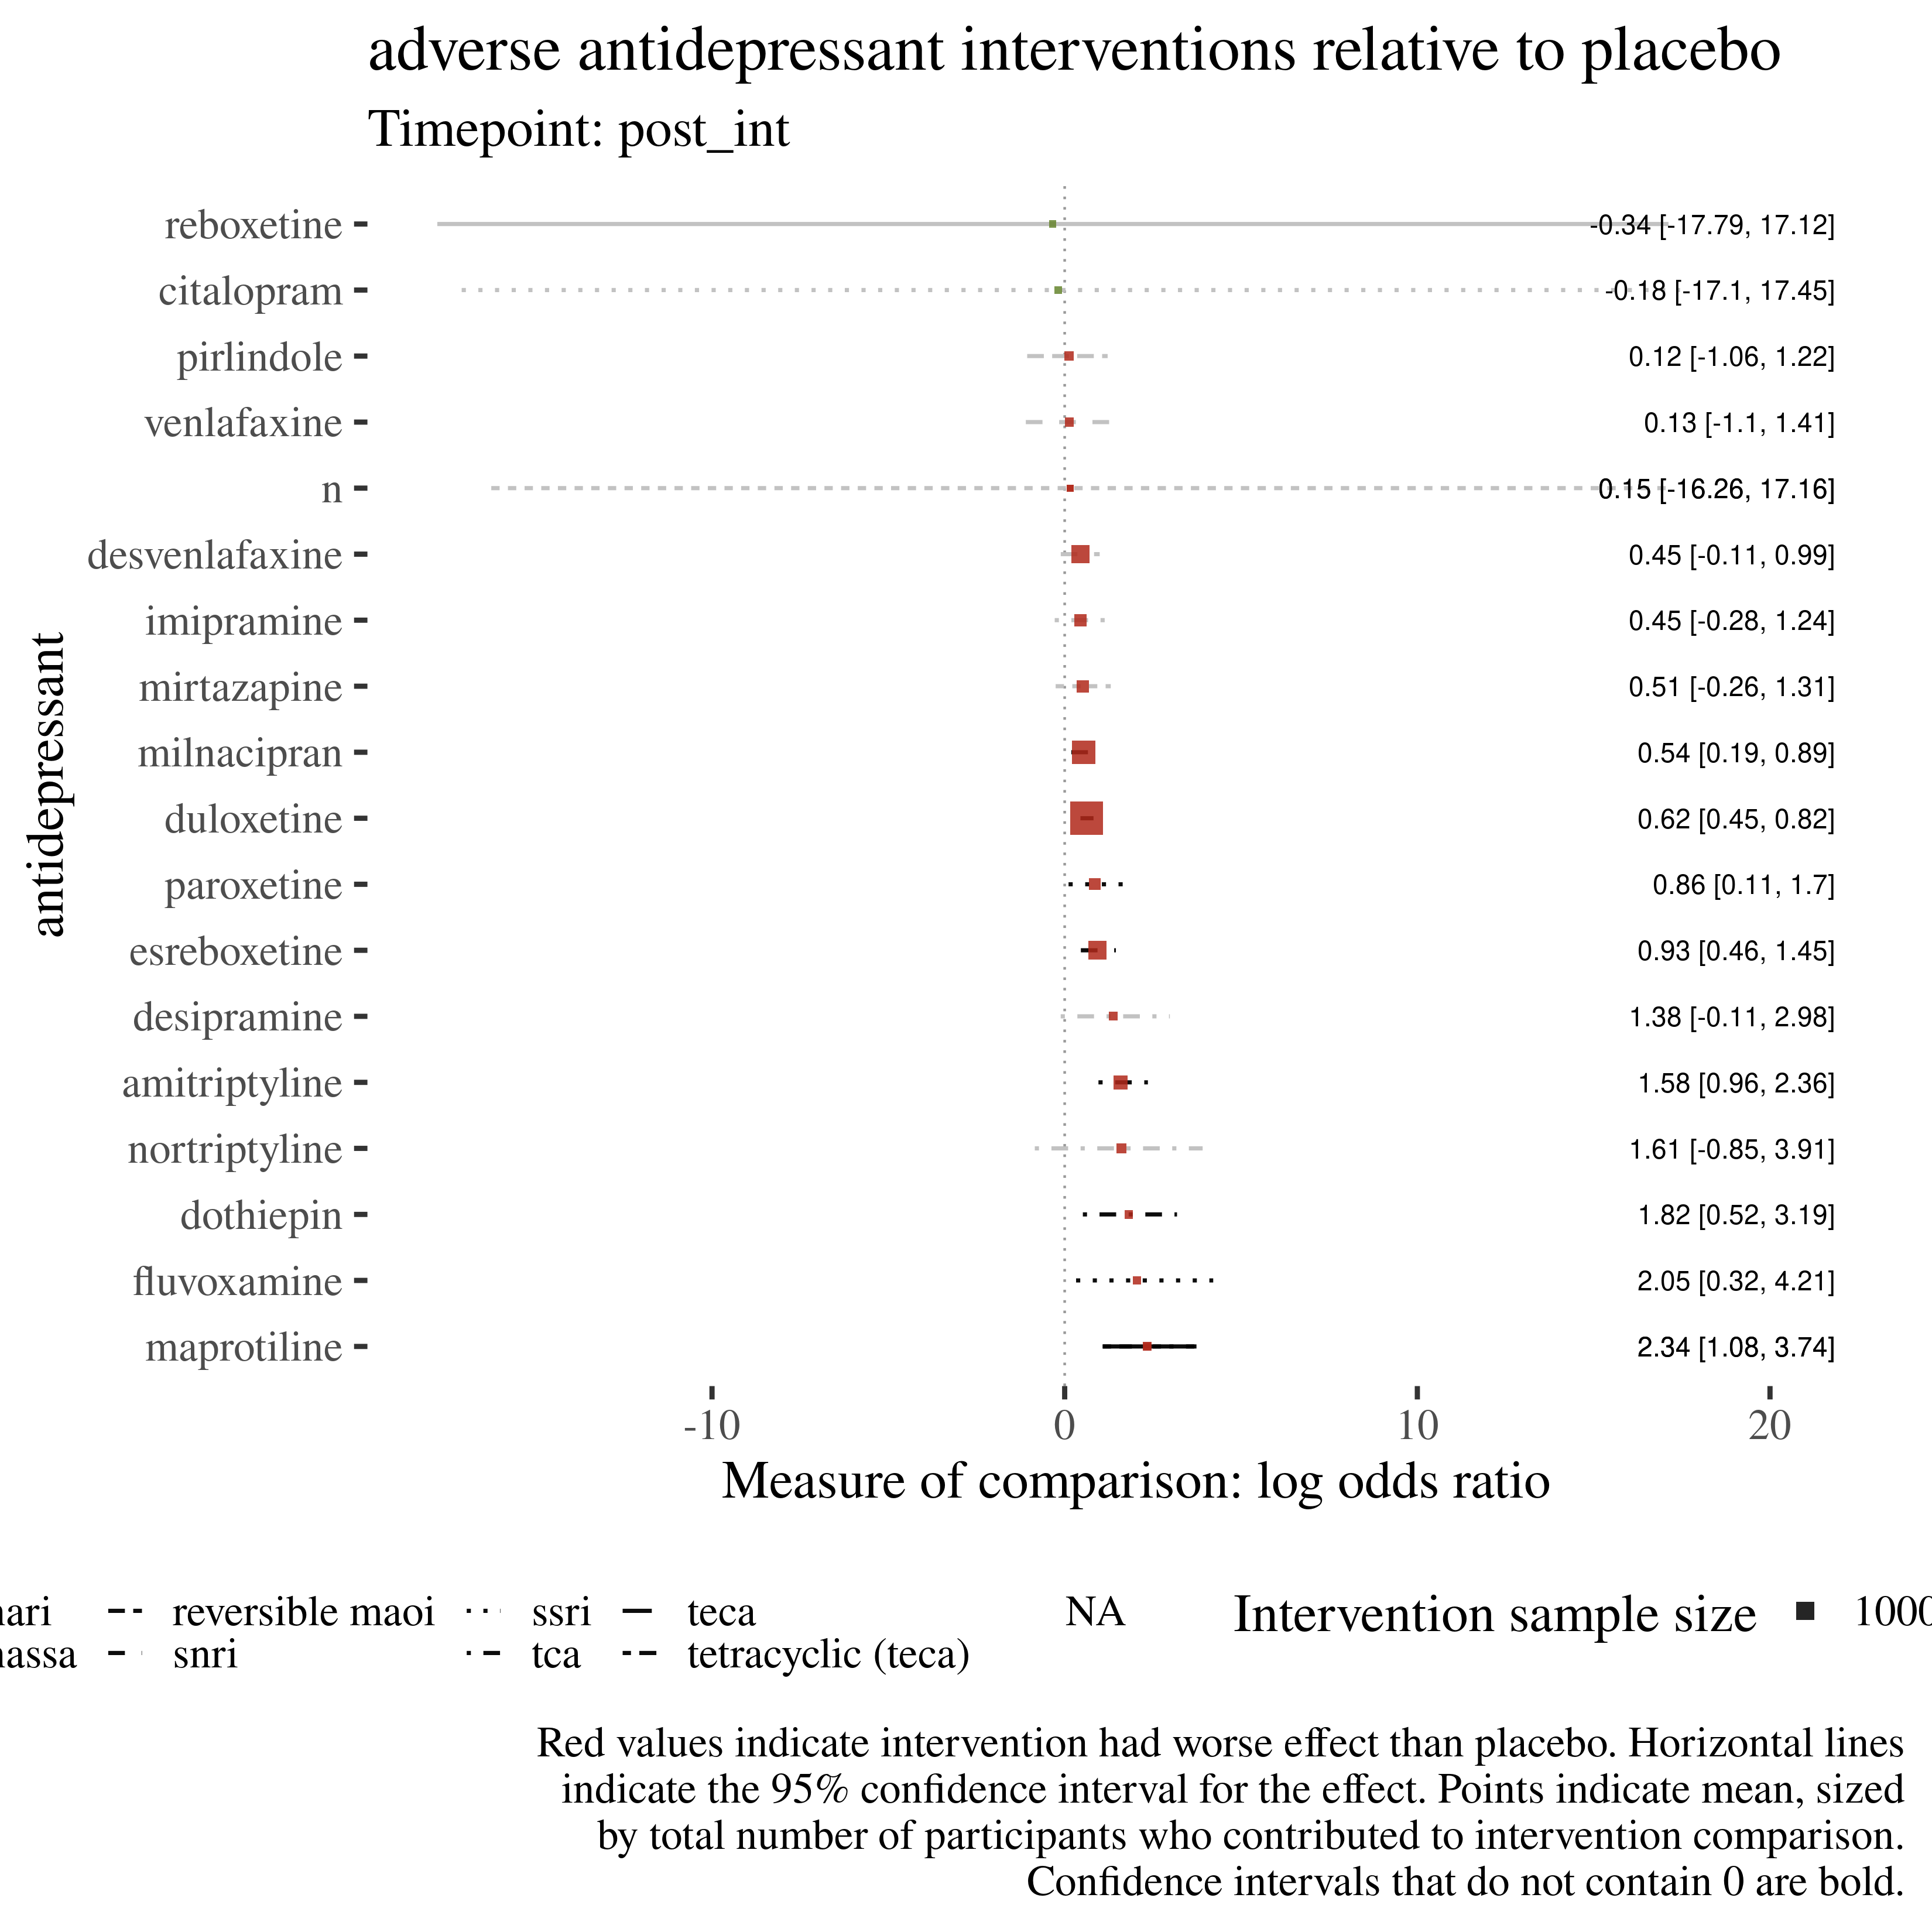 adverse antidepressant interventions relative to placebo
Timepoint: post_int
antidepressant
reboxetine -0.34 [-17.79, 17.12]
citalopram -0.18 [-17.1, 17.45]
pirlindole 0.12 [-1.06, 1.22]
venlafaxine 0.13 [-1.1, 1.41]
n 0.15 [-16.26, 17.16]
desvenlafaxine 0.45 [-0.11, 0.99]
imipramine 0.45 [-0.28, 1.24]
mirtazapine 0.51 [-0.26, 1.31]
milnacipran 0.54 [0.19, 0.89]
duloxetine 0.62 [0.45, 0.82]
paroxetine 0.86 [0.11, 1.7]
esreboxetine 0.93 [0.46, 1.45]
desipramine 1.38 [-0.11, 2.98]
amitriptyline 1.58 [0.96, 2.36]
nortriptyline 1.61 [-0.85, 3.91]
dothiepin 1.82 [0.52, 3.19]
fluvoxamine 2.05 [0.32, 4.21]
maprotiline 2.34 [1.08, 3.74]
-10 0 10 20
Measure of comparison: log odds ratio
ari reversible maoi ssri teca NA Intervention sample size 1000
assa snri tca tetracyclic (teca)
Red values indicate intervention had worse effect than placebo. Horizontal lines
indicate the 95% confidence interval for the effect. Points indicate mean, sized
by total number of participants who contributed to intervention comparison.
Confidence intervals that do not contain 0 are bold.